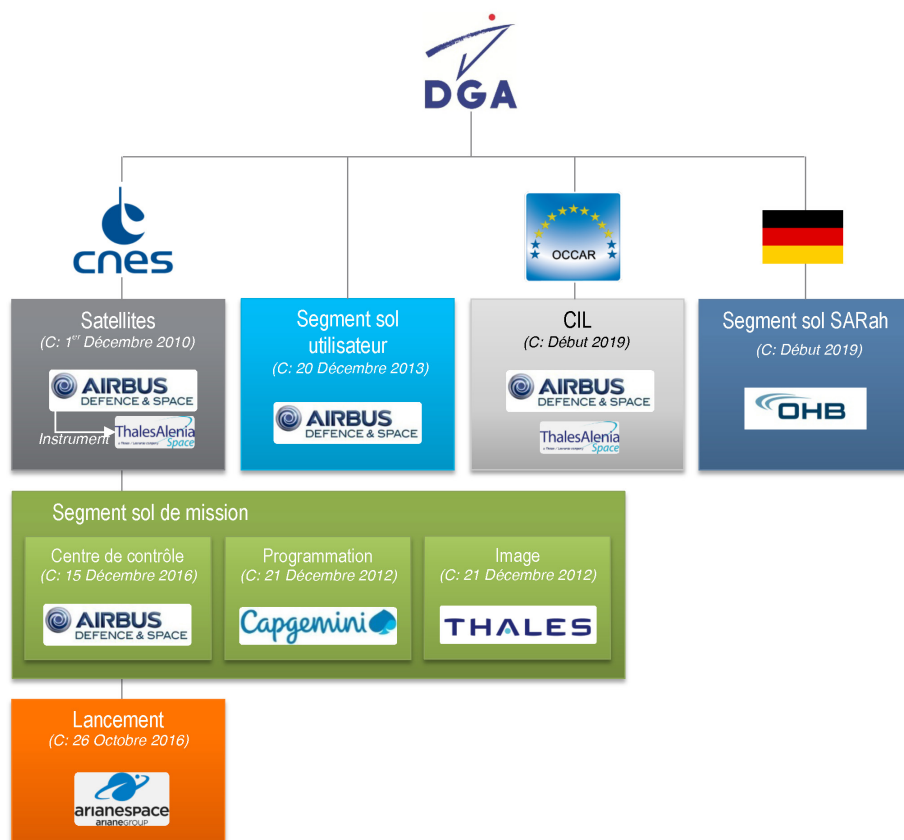 DGA
cnes
OCCAR
Satellites
(C: 1er Décembre 2010)
AIRBUS
DEFENCE & SPACE
Instrument
ThalesAlenia
Space
Segment sol
utilisateur
(C: 20 Décembre 2013)
AIRBUS
DEFENCE & SPACE
CIL
(C: Début 2019)
AIRBUS
DEFENCE & SPACE
ThalesAlenia
Space
Segment sol SARah
(C: Début 2019)
OHB
Segment sol de mission
Centre de contrôle
(C: 15 Décembre 2016)
AIRBUS
DEFENCE & SPACE
Programmation
(C: 21 Décembre 2012)
Capgemini
Image
(C: 21 Décembre 2012)
THALES
Lancement
(C: 26 Octobre 2016)
arianespace
arianeGROUP